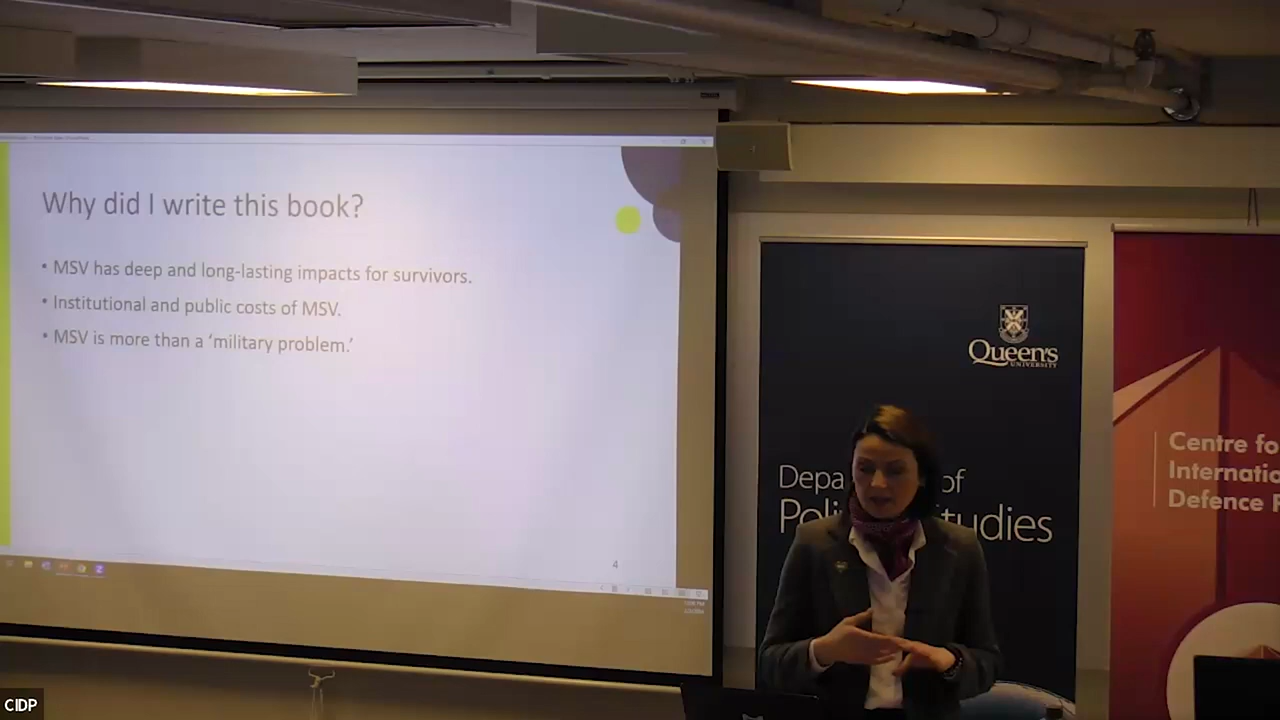 Why did I write this book?
• MSV has deep and long-lasting impacts for survivors.
• Institutional and public costs of MSV.
• MSV is more than a ‘military problem.’
4
Queen's
UNIVERSITY
Depa of
Poli tudies
Centre fo
Internatio
Defence P
CIDP